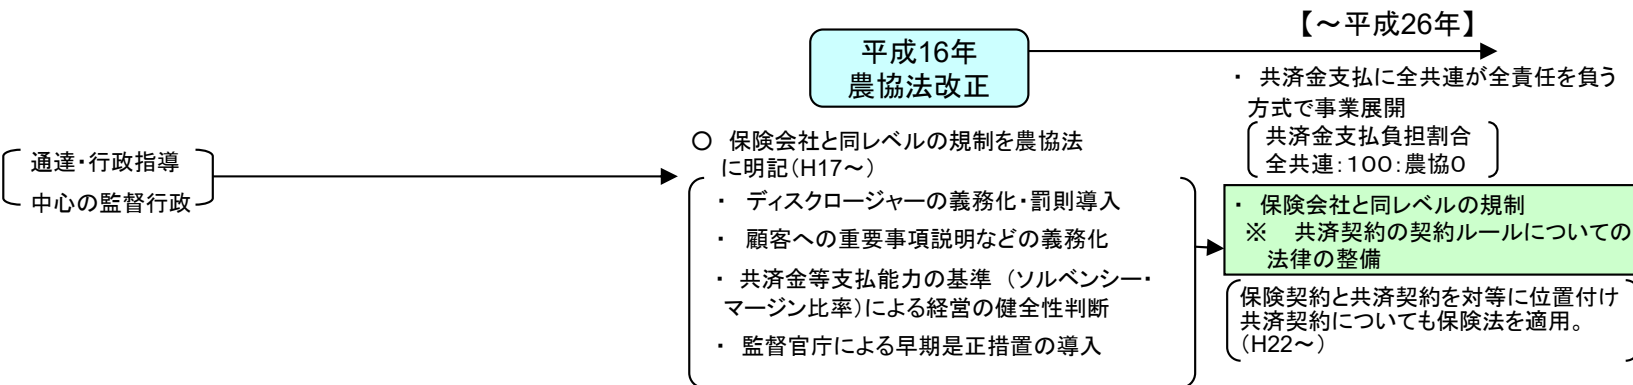 【～平成26年】
平成16年
農協法改正
・ 共済金支払に全共連が全責任を負う
方式で事業展開
共済金支払負担割合
全共連：１００：農協０
通達・行政指導
中心の監督行政
○ 保険会社と同レベルの規制を農協法
に明記（H17～）
・ ディスクロージャーの義務化・罰則導入
・ 顧客への重要事項説明などの義務化
・ 共済金等支払能力の基準 （ソルベンシー・
マージン比率）による経営の健全性判断
・ 監督官庁による早期是正措置の導入
・ 保険会社と同レベルの規制
※ 共済契約の契約ルールについての
法律の整備
保険契約と共済契約を対等に位置付け
共済契約についても保険法を適用。
（H22～）